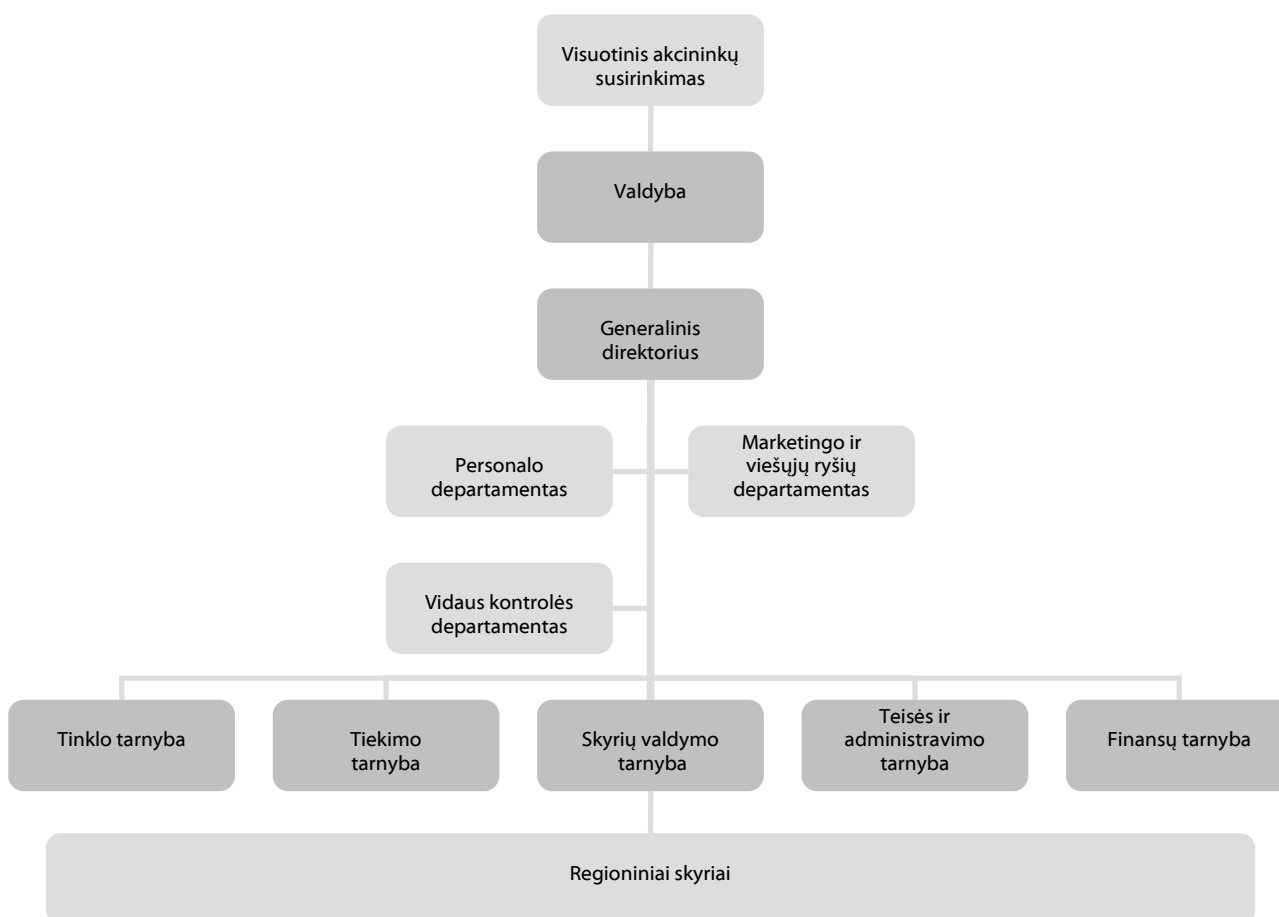 Visuotinis akcininkų
susirinkimas
Valdyba
Generalinis
direktorius
Personalo
departamentas
Marketingo ir
viešųjų ryšių
departamentas
Vidaus kontrolės
departamentas
Tinklo tarnyba
Tiekimo
tarnyba
Skyrių valdymo
tarnyba
Teisės ir
administravimo
tarnyba
Finansų tarnyba
Regioniniai skyriai